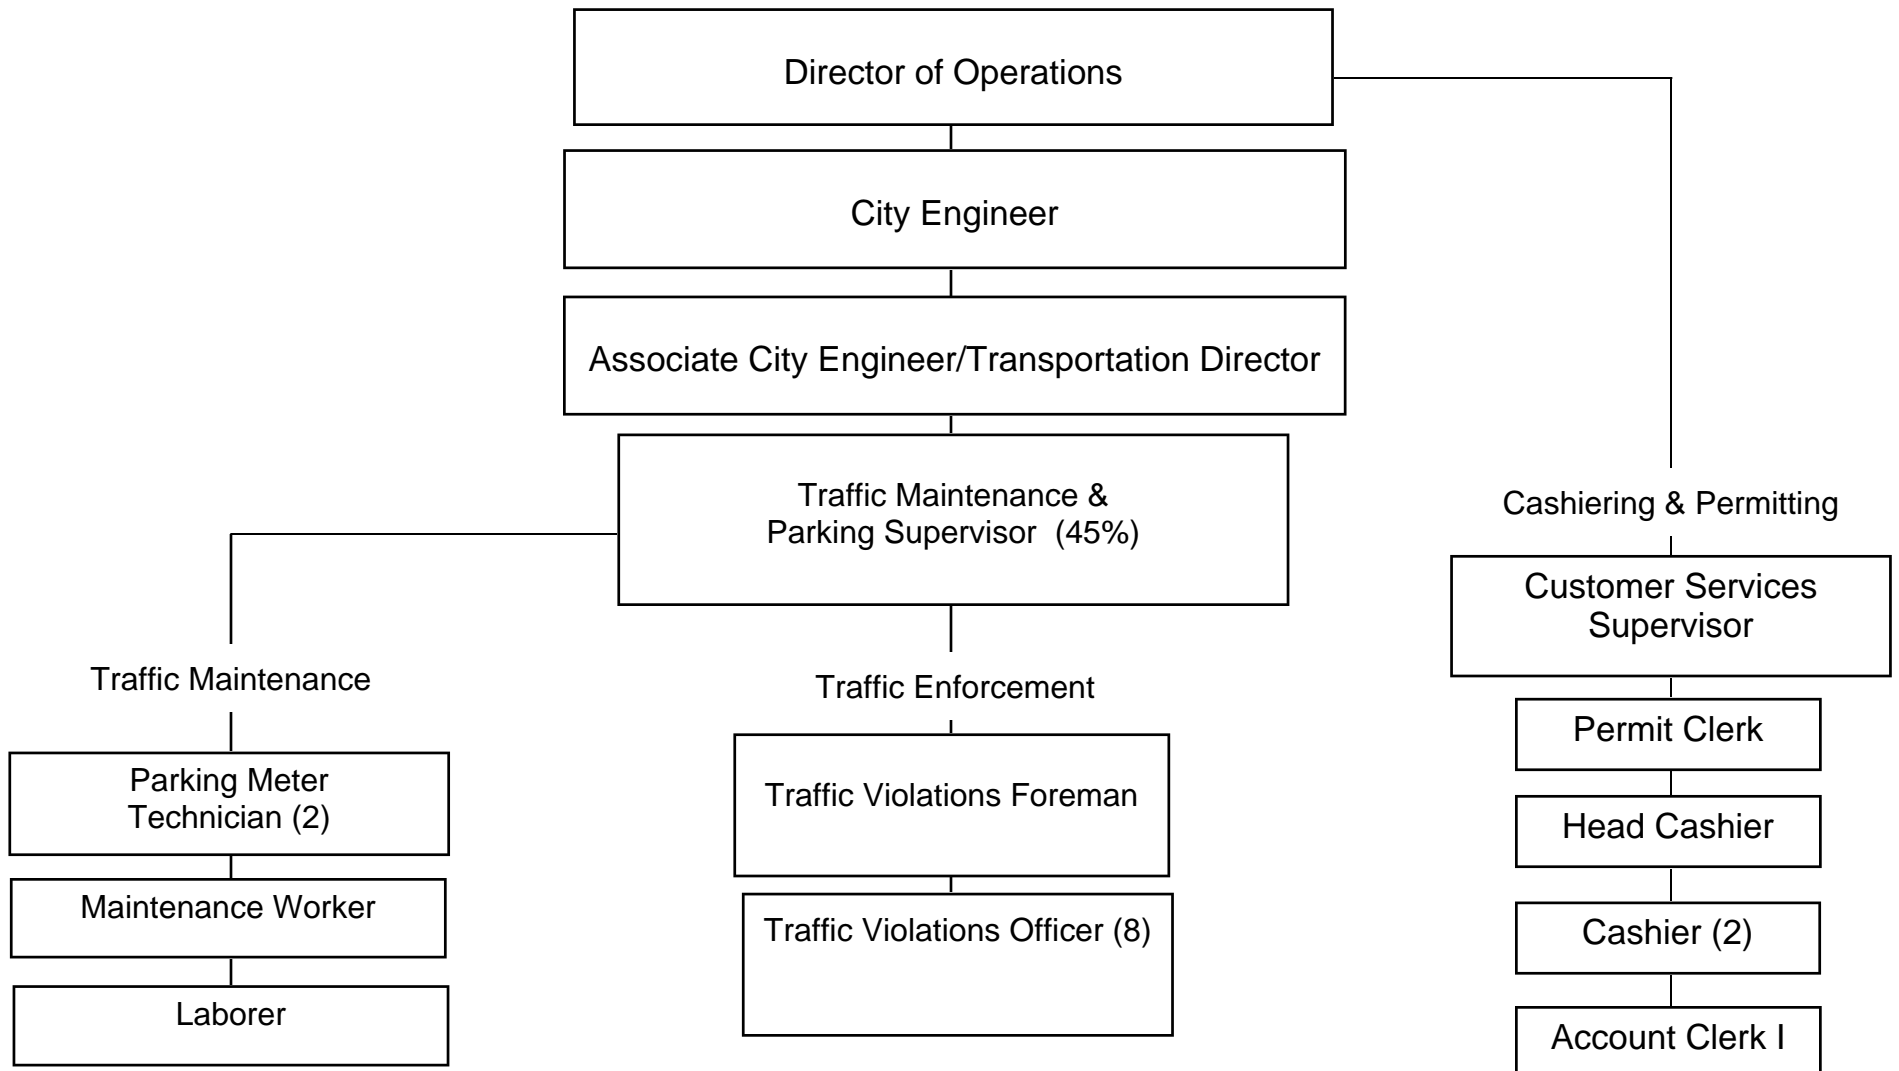 Director of Operations
City Engineer
Associate City Engineer/Transportation Director
Traffic Maintenance &
Parking Supervisor  (45%)
Traffic Maintenance
Parking Meter
Technician (2)
Maintenance Worker
Laborer
Traffic Enforcement
Traffic Violations Foreman
Traffic Violations Officer (8)
Cashiering & Permitting
Customer Services
Supervisor
Permit Clerk
Head Cashier
Cashier (2)
Account Clerk I